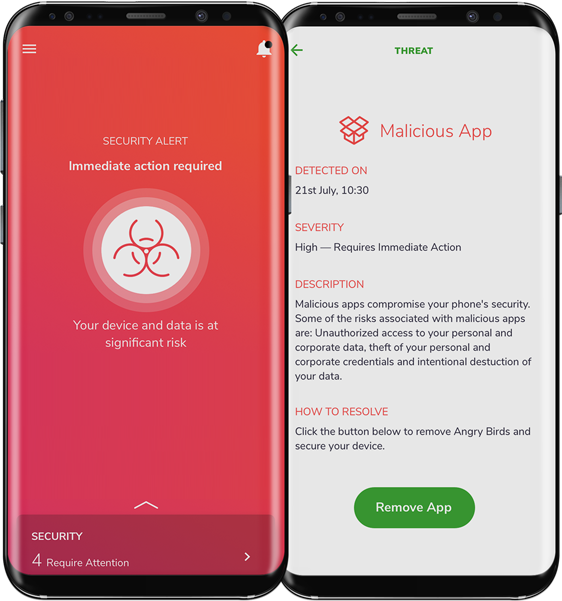 SECURITY ALERT
Immediate action required
Your device and data is at
significant risk
SECURITY
4 Require Attention
THREAT
Malicious App
DETECTED ON
21st July, 10:30
SEVERITY
High — Requires Immediate Action
DESCRIPTION
Malicious apps compromise your phone's security.
Some of the risks associated with malicious apps
are: Unauthorized access to your personal and
corporate data, theft of your personal and
corporate credentials and intentional destuction of
your data.
HOW TO RESOLVE
Click the button below to remove Angry Birds and
secure your device.
Remove App